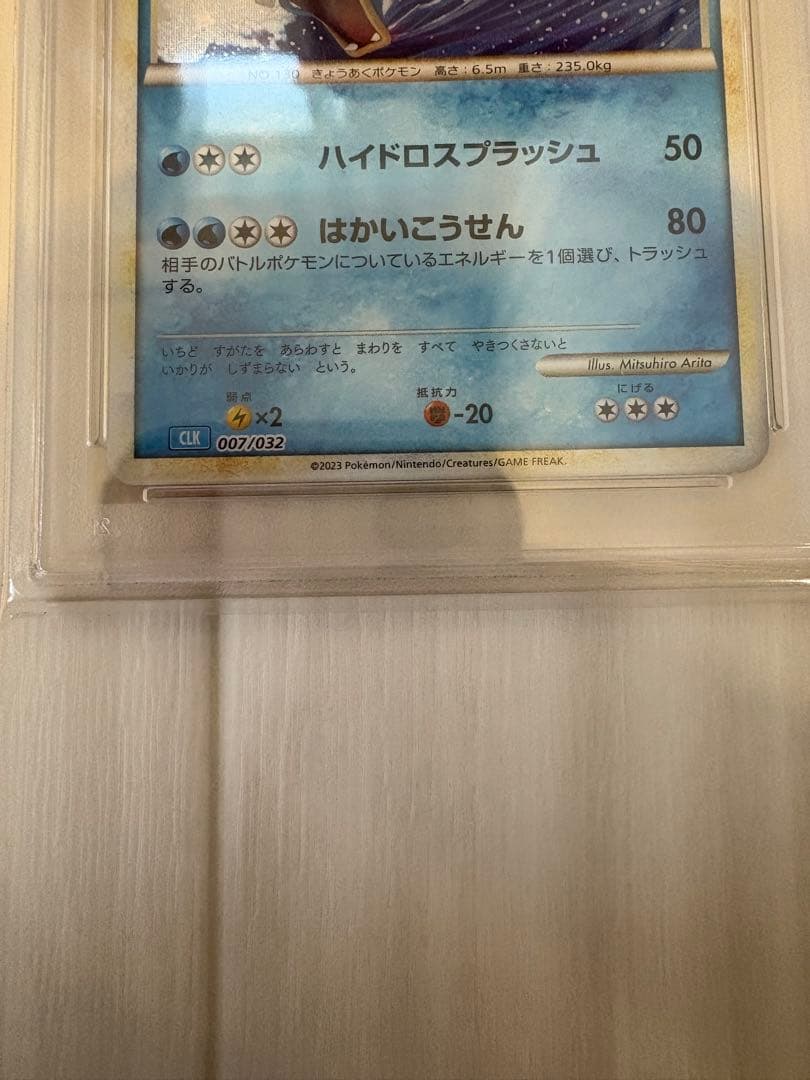 NO.130 きょうあくポケモン 高さ:6.5m 重さ:235.0kg
ハイドロスプラッシュ 50
はかいこうせん 80
相手のバトルポケモンについているエネルギーを1個選び、トラッシュ
する。
いちど すがたを あらわすと まわりを すべて やきつくさないと
いかりが しずまらない という。
Illus. Mitsuhiro Arita
弱点 抵抗力 にげる
×2 -20
CLK 007/032
©2023 Pokémon/Nintendo/Creatures/GAME FREAK.